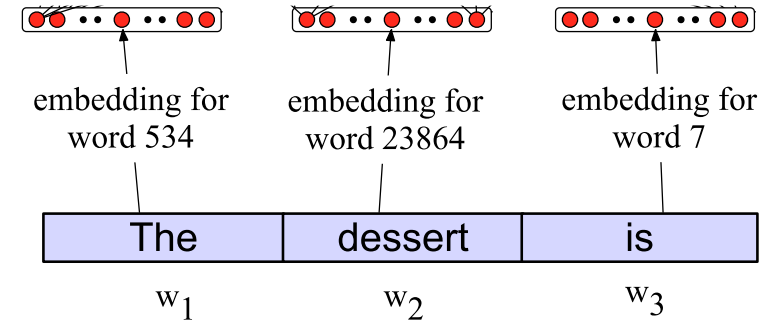 embedding for embedding for embedding for
word 534 word 23864 word 7
The dessert is
w1 w2 w3